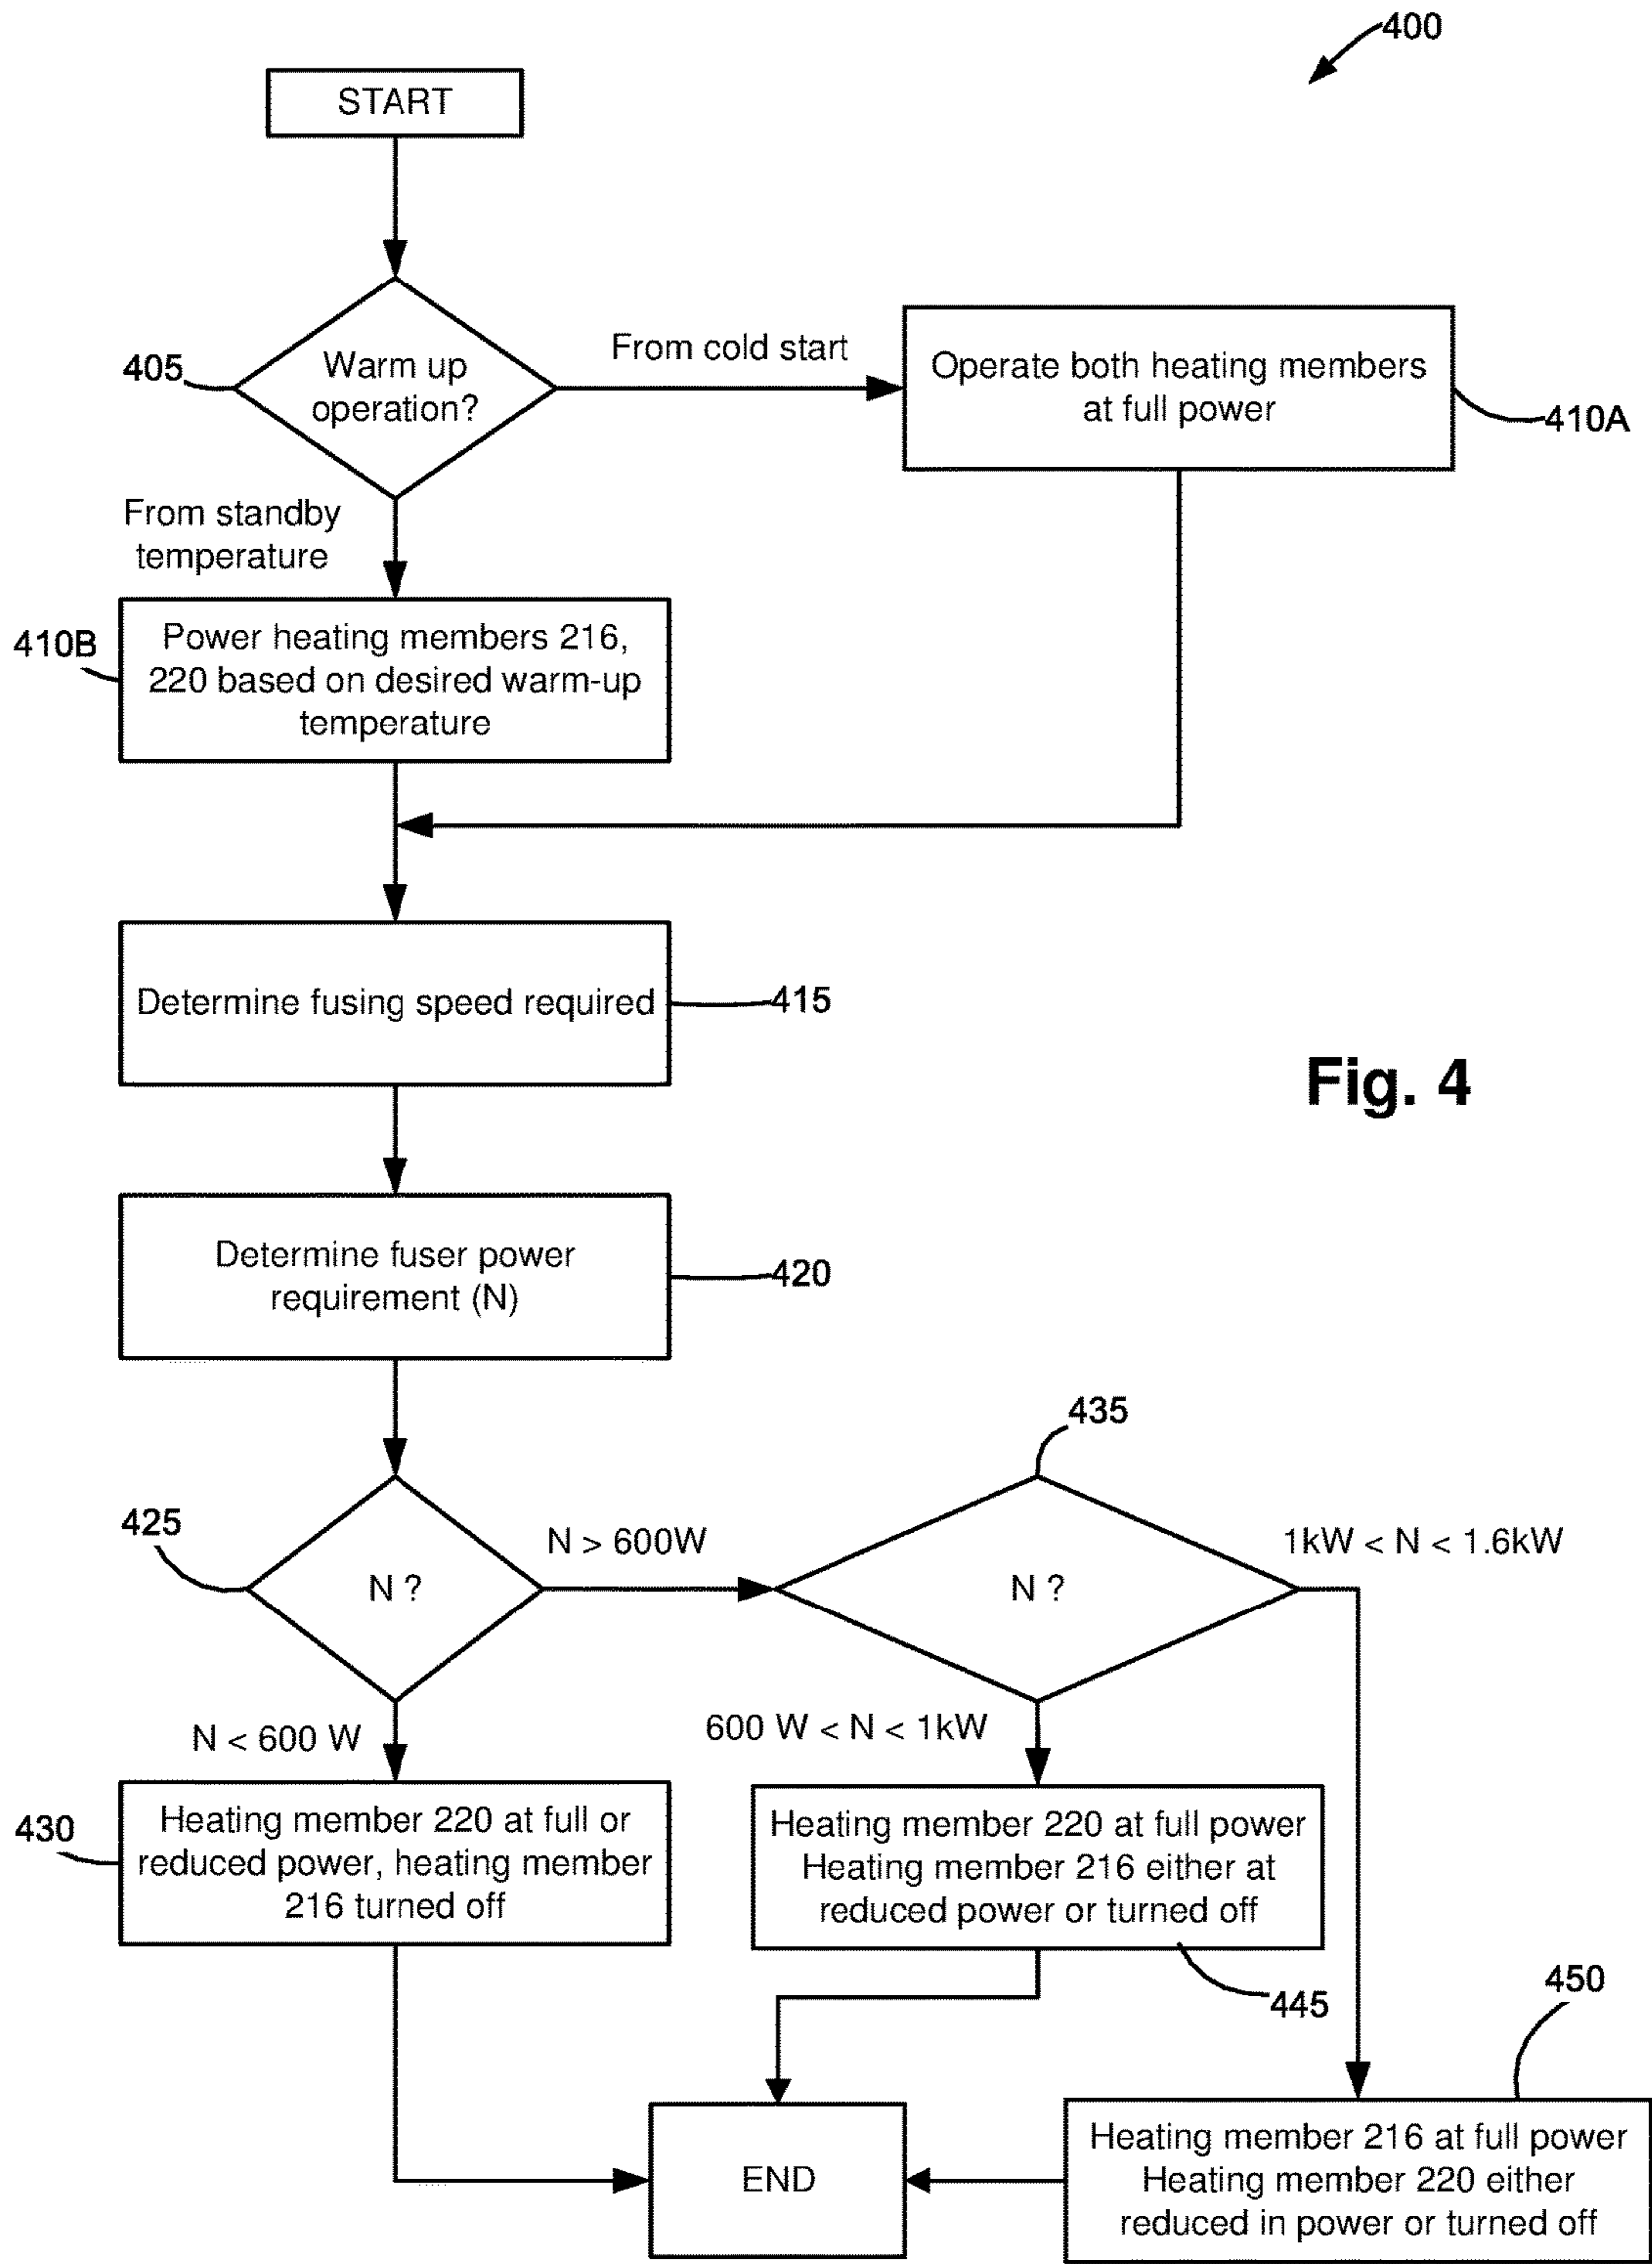 400
START
405
Warm up
operation?
From cold start
Operate both heating members
at full power
410A
From standby
temperature
410B
Power heating members 216,
220 based on desired warm-up
temperature
Determine fusing speed required
415
Fig. 4
Determine fuser power
requirement (N)
420
425
N ?
N > 600W
435
N ?
1kW < N < 1.6kW
N < 600 W
600 W < N < 1kW
430
Heating member 220 at full or
reduced power, heating member
216 turned off
Heating member 220 at full power
Heating member 216 either at
reduced power or turned off
445
450
END
Heating member 216 at full power
Heating member 220 either
reduced in power or turned off